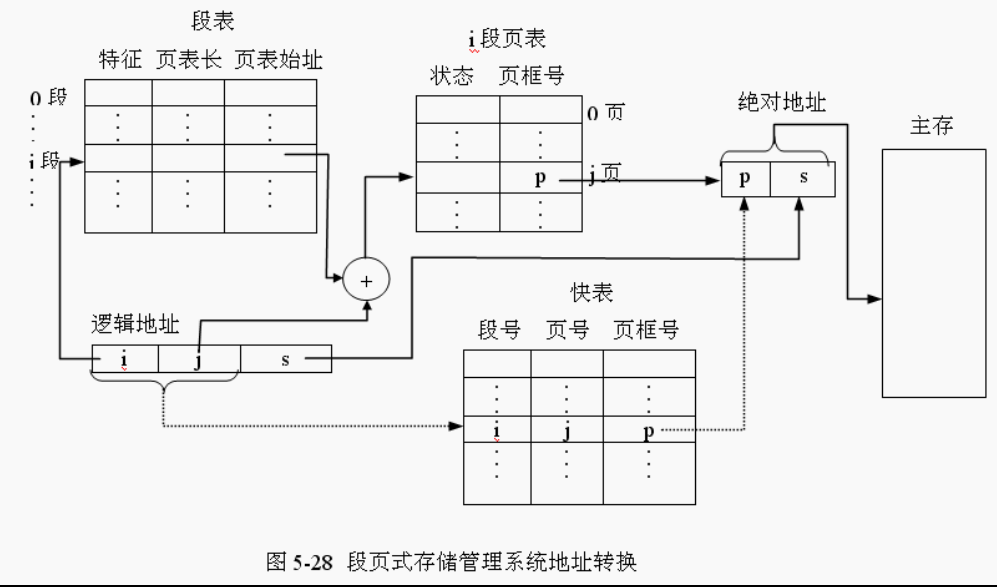 段表
特征 页表长 页表始址
0 段
i 段
i 段页表
状态 页框号
0 页
p
j 页
绝对地址
p s
主存
+
逻辑地址
i j s
快表
段号 页号 页框号
i j p
图 5-28 段页式存储管理系统地址转换